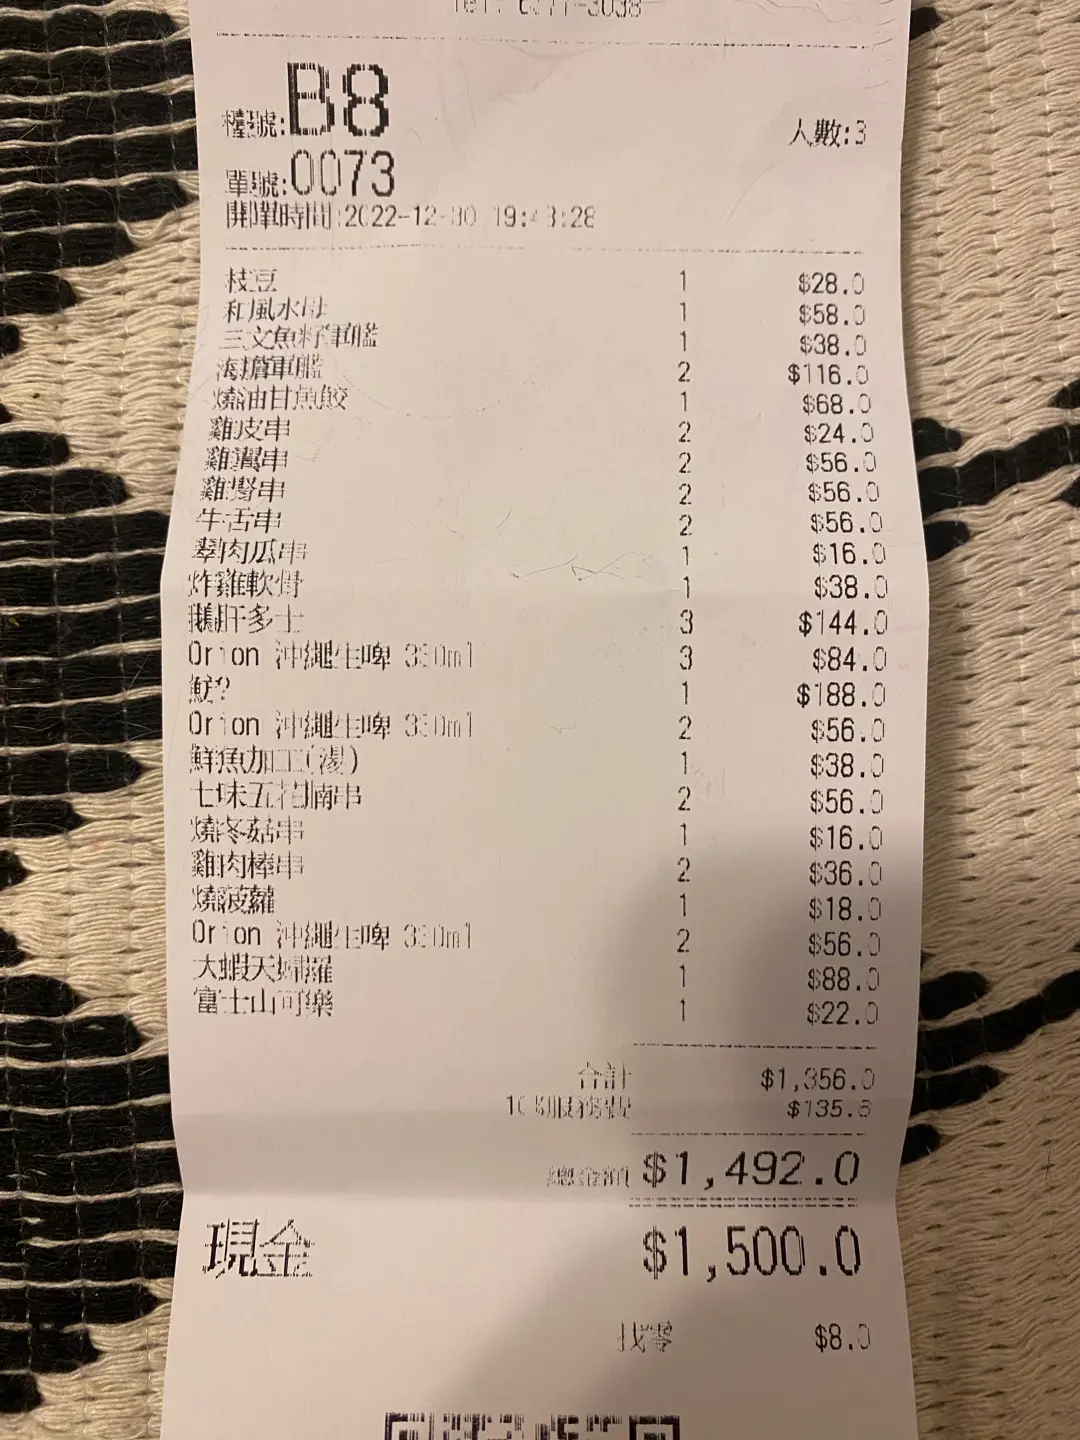 檯號:B8 人數:3
單號:0073
開單時間:2022-12-30 19:43:28
枝豆 1 $28.0
和風水母 1 $58.0
三文魚籽軍艦 1 $38.0
海膽軍艦 2 $116.0
燒油甘魚鮫 1 $68.0
雞皮串 2 $24.0
雞翼串 2 $56.0
雞腎串 2 $56.0
牛舌串 2 $56.0
翠肉瓜串 1 $16.0
炸雞軟骨 1 $38.0
鵝肝多士 3 $144.0
Orion 沖繩生啤 330ml 3 $84.0
魷? 1 $188.0
Orion 沖繩生啤 330ml 2 $56.0
鮮魚加工(湯) 1 $38.0
七味五花腩串 2 $56.0
燒冬菇串 1 $16.0
雞肉棒串 2 $36.0
燒菠蘿 1 $18.0
Orion 沖繩生啤 330ml 2 $56.0
大蝦天婦羅 1 $88.0
富士山可樂 1 $22.0
合計 $1,356.0
10%服務費 $135.6
總金額 $1,492.0
現金 $1,500.0
找零 $8.0